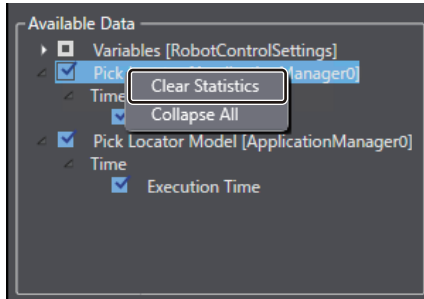 Available Data
Variables [RobotControlSettings]
Pick Manager0]
Time
Clear Statistics
Collapse All
Pick Locator Model [ApplicationManager0]
Time
Execution Time